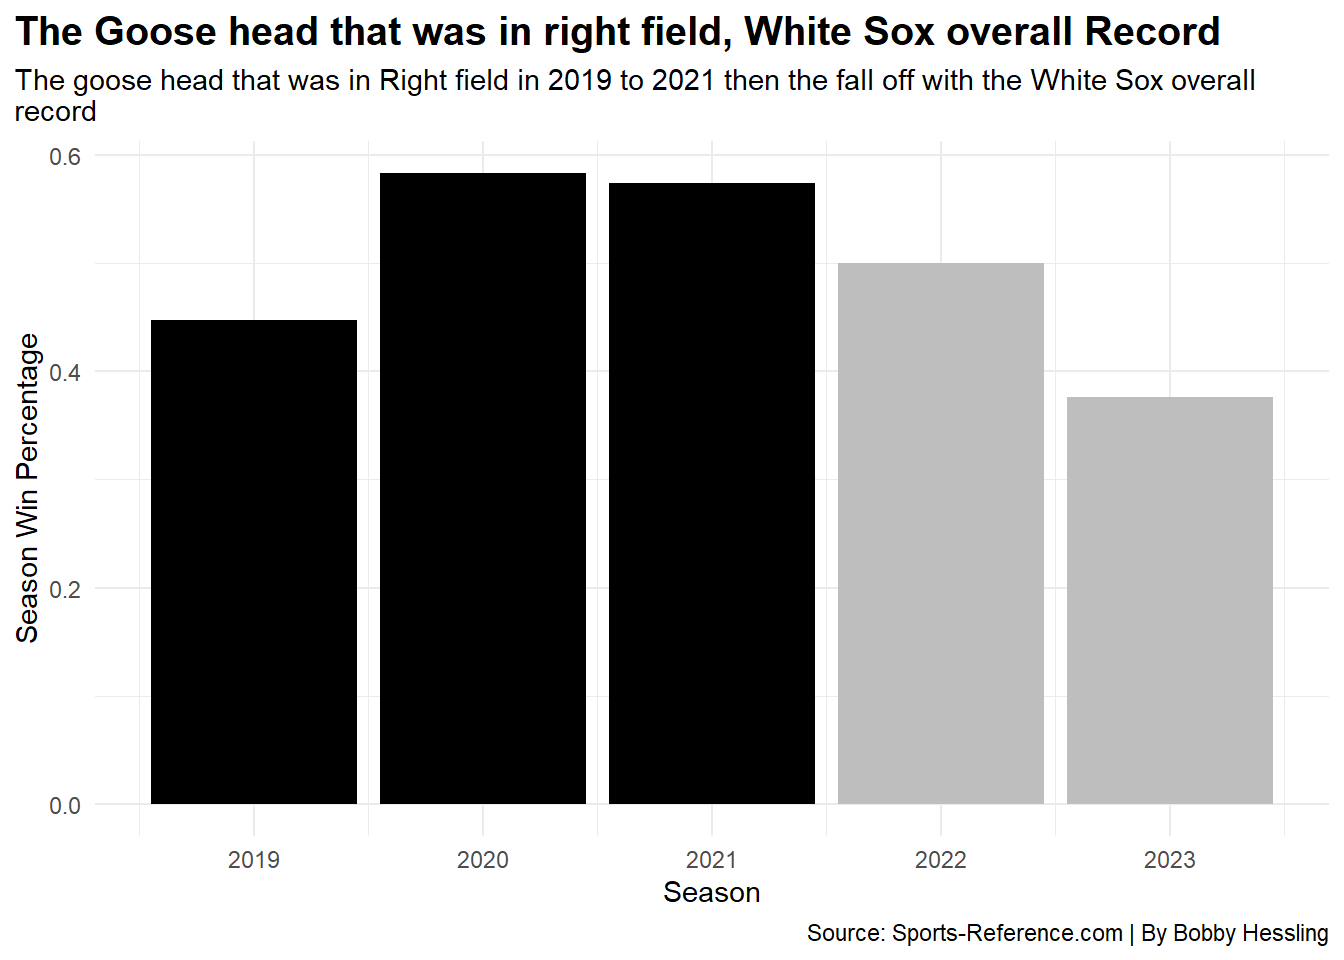 The Goose head that was in right field, White Sox overall Record
The goose head that was in Right field in 2019 to 2021 then the fall off with the White Sox overall
record
0.6
0.4
0.2
0.0
Season Win Percentage
2019 2020 2021 2022 2023
Season
Source: Sports-Reference.com | By Bobby Hessling